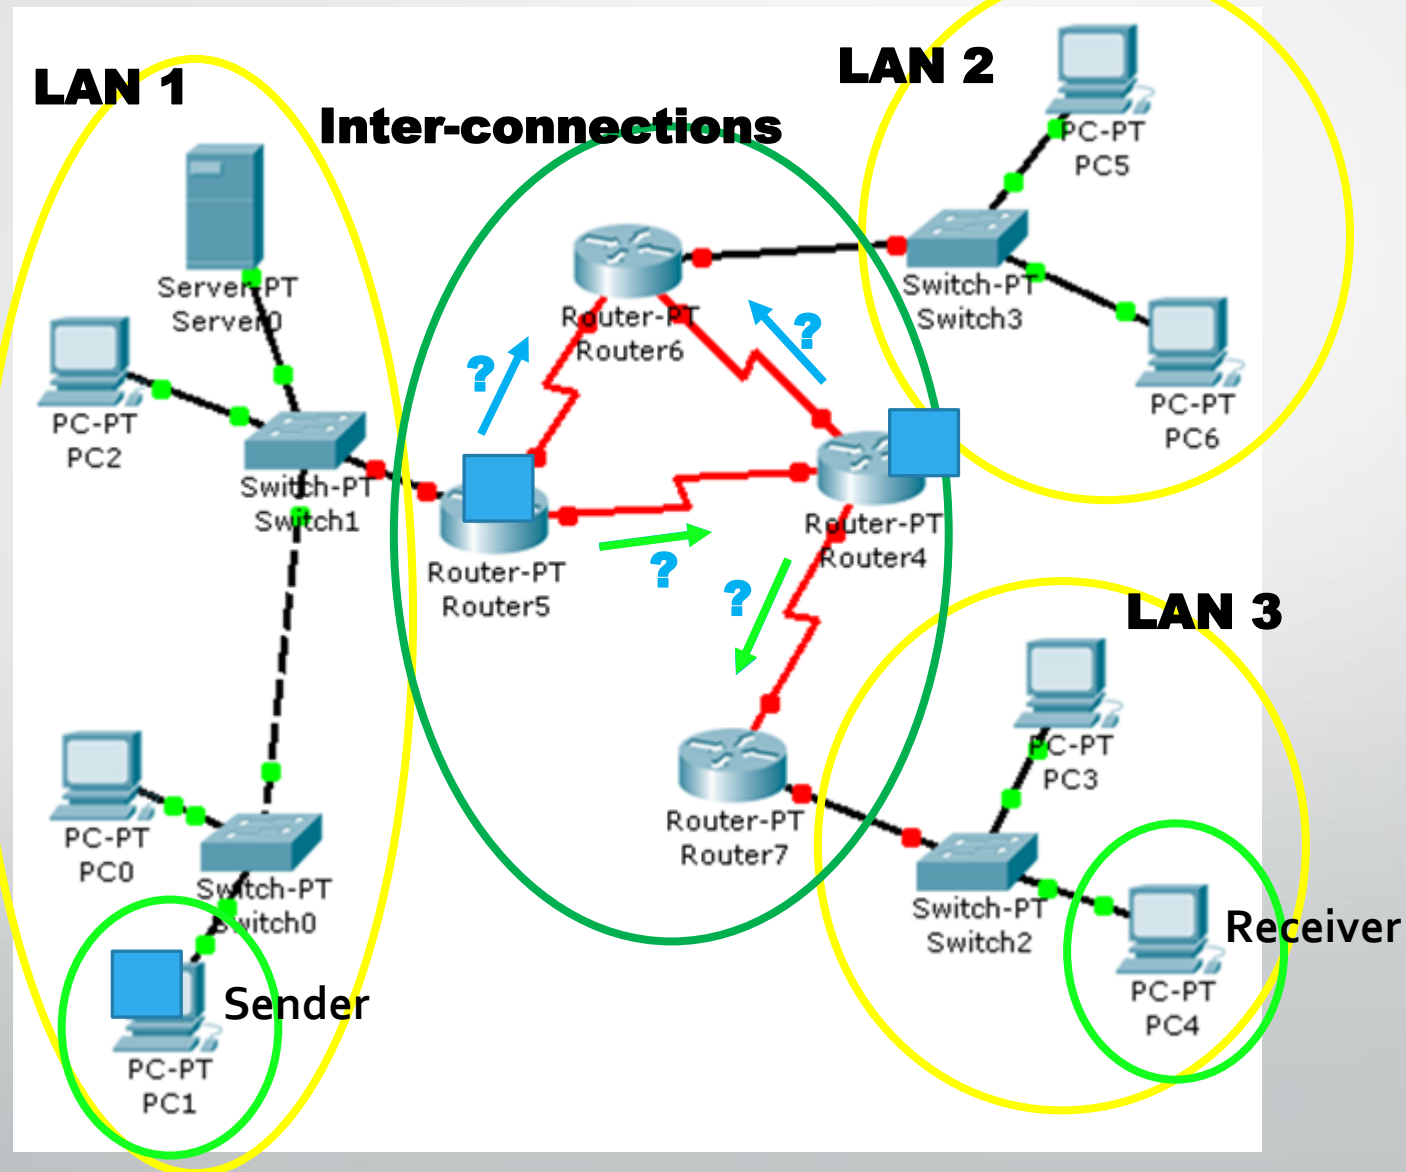 LAN 1
LAN 2
Inter-connections
PC-PT
PC5
Server-PT
Server0
Switch-PT
Switch3
Router-PT
Router6
?
?
PC-PT
PC2
PC-PT
PC6
Switch-PT
Switch1
Router-PT
Router4
Router-PT
Router5
?
?
LAN 3
PC-PT
PC3
PC-PT
PC0
Router-PT
Router7
Switch-PT
Switch0
Switch-PT
Switch2
Receiver
Sender
PC-PT
PC4
PC-PT
PC1